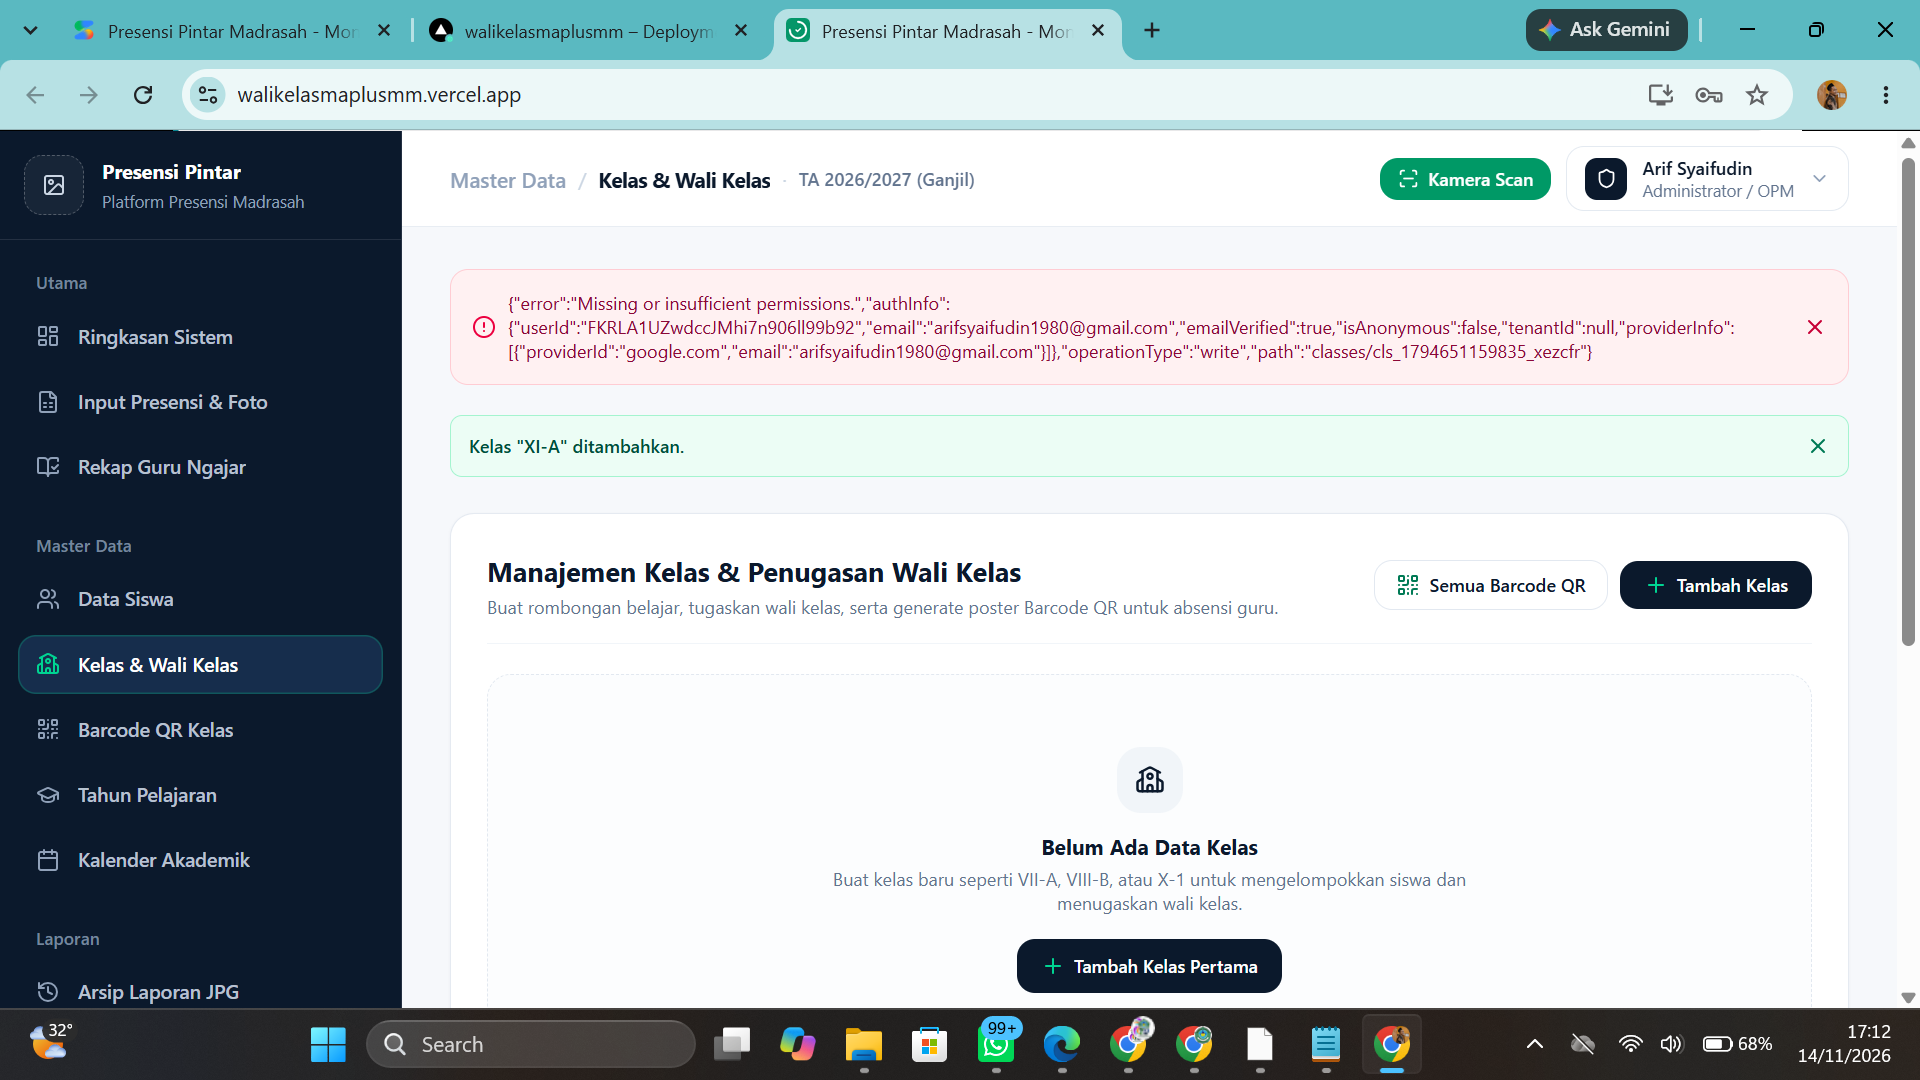 Presensi Pintar Madrasah - Mor
walikelasmaplusmm – Deploym
Presensi Pintar Madrasah - Mor
Ask Gemini
walikelasmaplusmm.vercel.app
Presensi Pintar
Platform Presensi Madrasah
Utama
Ringkasan Sistem
Input Presensi & Foto
Rekap Guru Ngajar
Master Data
Data Siswa
Kelas & Wali Kelas
Barcode QR Kelas
Tahun Pelajaran
Kalender Akademik
Laporan
Arsip Laporan JPG
Master Data / Kelas & Wali Kelas · TA 2026/2027 (Ganjil)
Kamera Scan
Arif Syaifudin
Administrator / OPM
{"error":"Missing or insufficient permissions.","authInfo":
{"userId":"FKRLA1UZwdccJMhi7n906ll99b92","email":"arifsyaifudin1980@gmail.com","emailVerified":true,"isAnonymous":false,"tenantId":null,"providerInfo":
[{"providerId":"google.com","email":"arifsyaifudin1980@gmail.com"}]},"operationType":"write","path":"classes/cls_1794651159835_xezcfr"}
Kelas "XI-A" ditambahkan.
Manajemen Kelas & Penugasan Wali Kelas
Buat rombongan belajar, tugaskan wali kelas, serta generate poster Barcode QR untuk absensi guru.
Semua Barcode QR
Tambah Kelas
Belum Ada Data Kelas
Buat kelas baru seperti VII-A, VIII-B, atau X-1 untuk mengelompokkan siswa dan
menugaskan wali kelas.
Tambah Kelas Pertama
32°
Search
99+
68%
17:12
14/11/2026